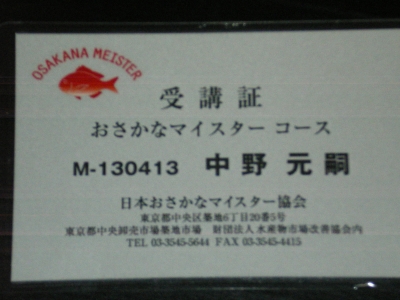 OSAKANA MEISTER
受講証
おさかなマイスター コース
M-130413 中野 元嗣
日本おさかなマイスター協会
東京都中央区築地6丁目20番5号
東京都中央卸売市場築地市場 財団法人水産物市場改善協会内
TEL 03-3545-5644 FAX 03-3545-4415